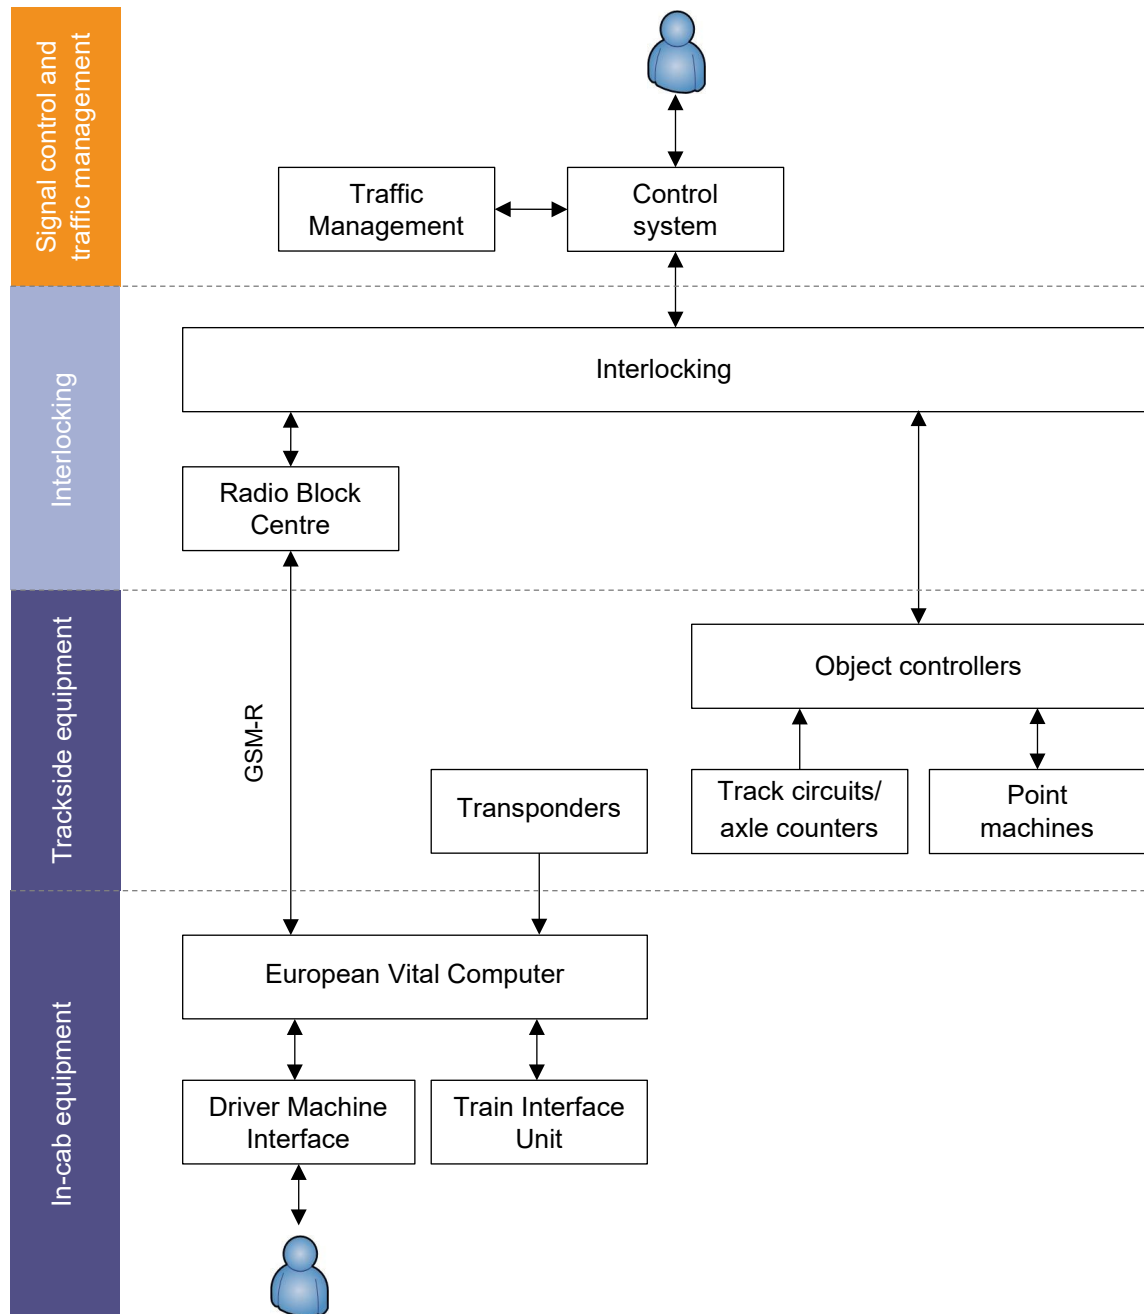 Signal control and
traffic management
Traffic
Management
Control
system
Interlocking
Interlocking
Radio Block
Centre
Trackside equipment
GSM-R
Object controllers
Transponders
Track circuits/
axle counters
Point
machines
In-cab equipment
European Vital Computer
Driver Machine
Interface
Train Interface
Unit